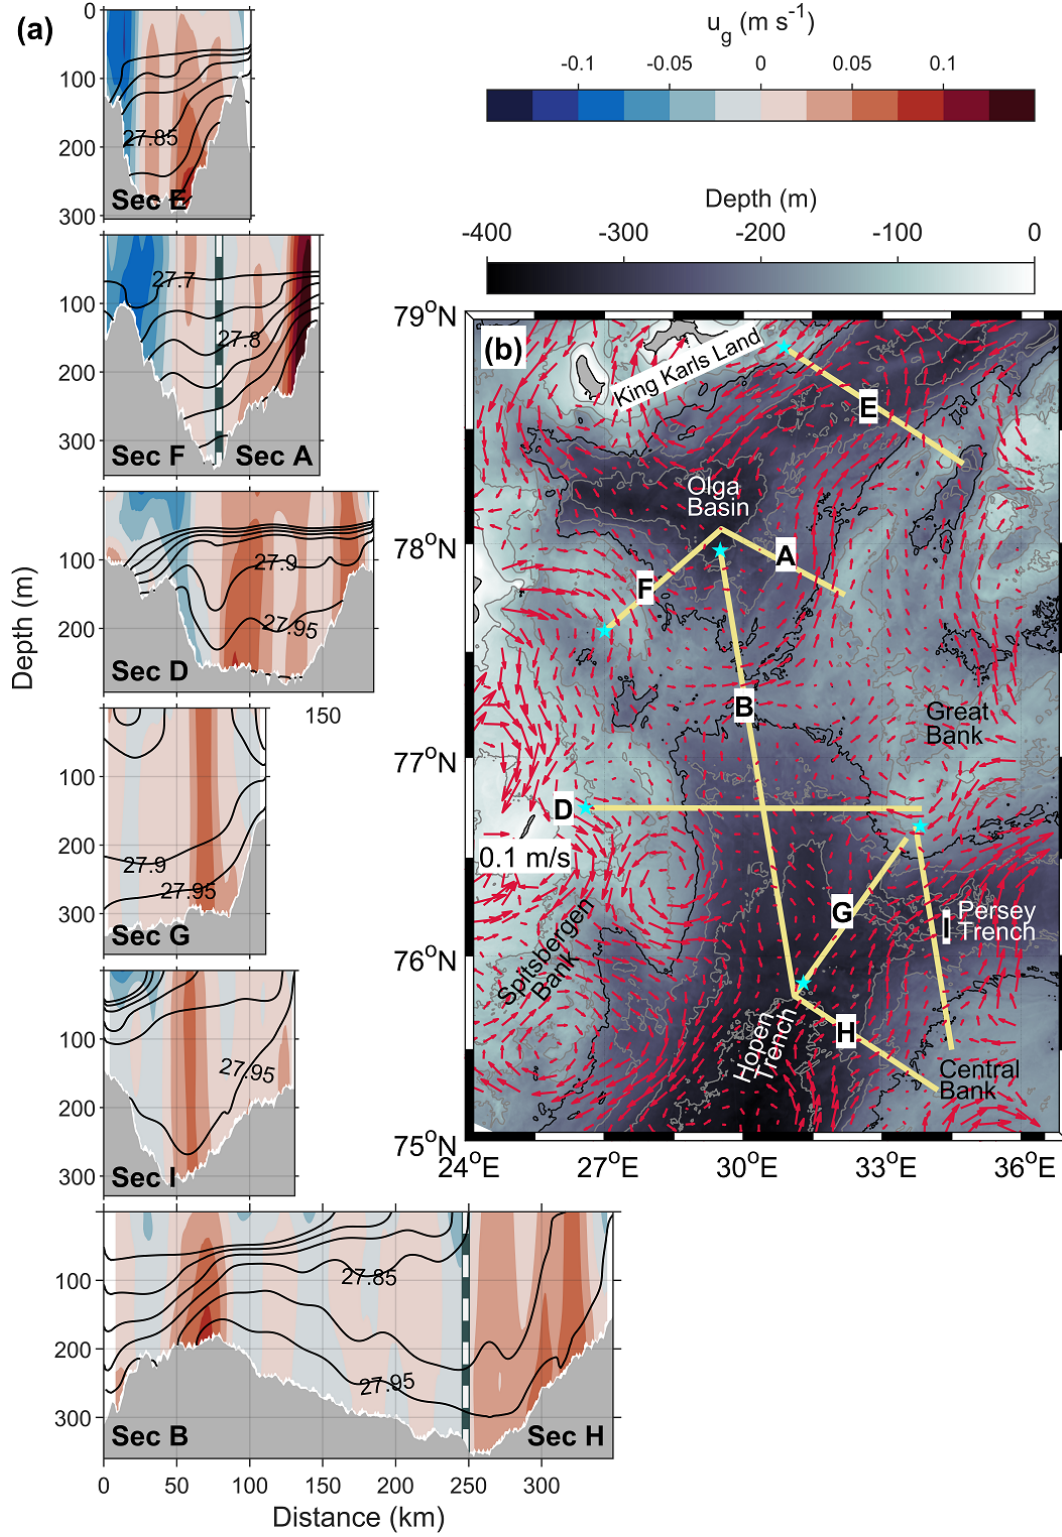 (a)
0
100
200
300
27.85
Sec E
u_g (m s⁻¹)
-0.1
-0.05
0
0.05
0.1
Depth (m)
-400
-300
-200
-100
0
100
200
300
27.7
27.8
Sec F
Sec A
100
200
27.9
27.95
Sec D
150
Depth (m)
100
200
300
27.9
27.95
Sec G
100
200
300
27.95
Sec I
100
200
300
27.85
27.95
Sec B
Sec H
0
50
100
150
200
250
300
Distance (km)
(b)
79°N
78°N
77°N
76°N
75°N
24°E
27°E
30°E
33°E
36°E
King Karls Land
E
Olga
Basin
A
F
B
Great
Bank
D
0.1 m/s
G
I
Persey
Trench
Spitsbergen
Bank
Hopen
Trench
H
Central
Bank